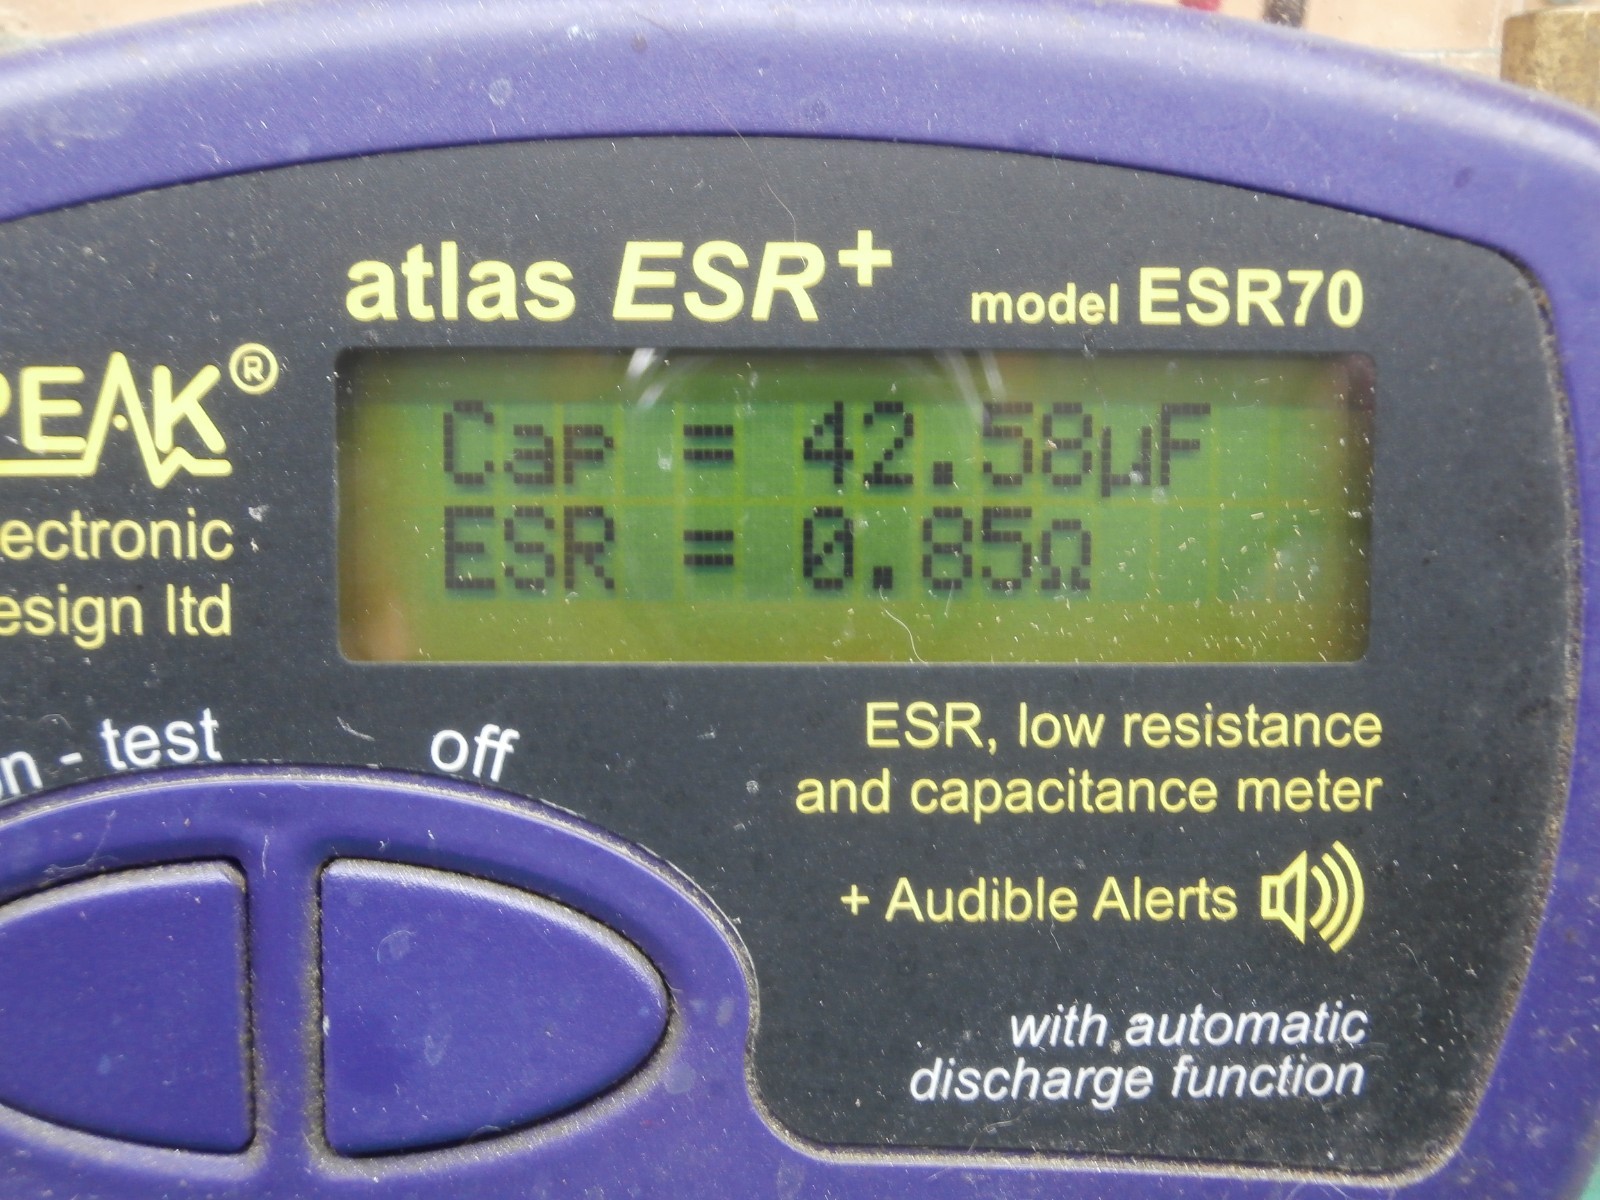 atlas ESR+ model ESR70
PEAK®
Cap = 42.58µF
ESR = 0.85Ω
ectronic
esign ltd
n - test
off
ESR, low resistance
and capacitance meter
+ Audible Alerts
with automatic
discharge function